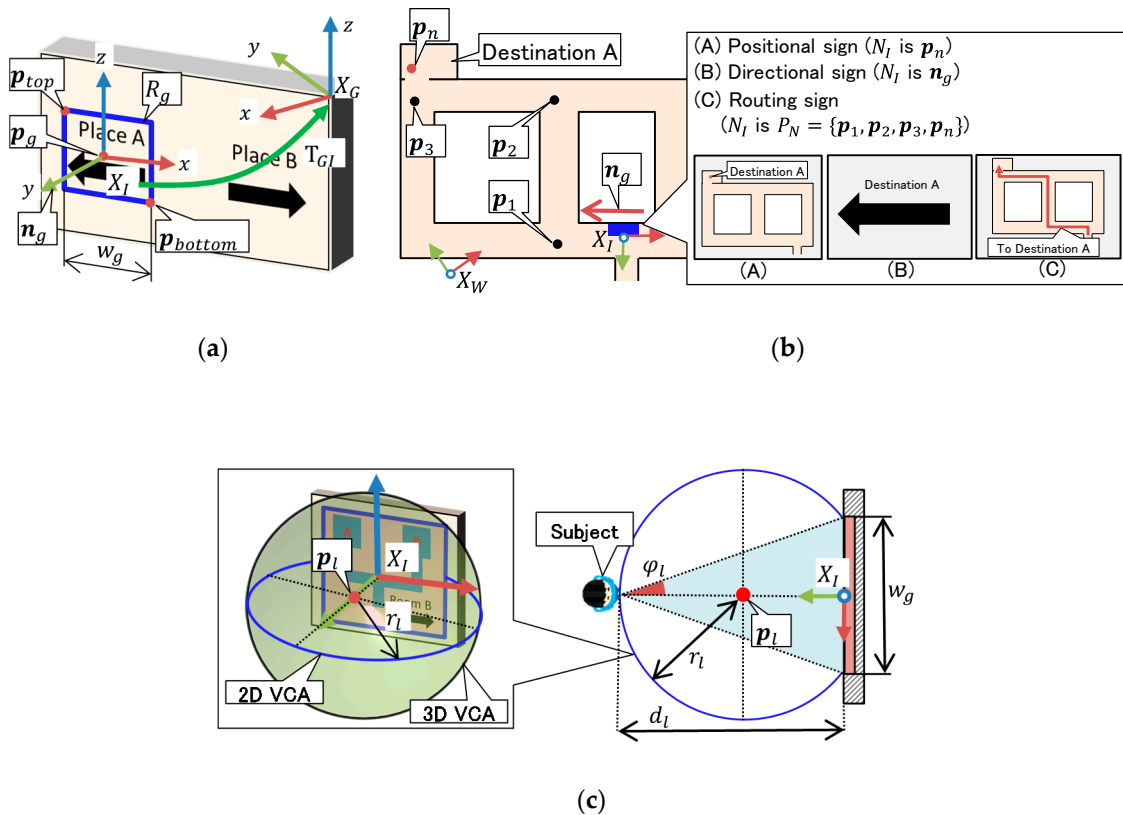 z
y
z
X_G
p_top
R_g
x
Place A
p_g
x
Place B
T_GI
y
X_I
n_g
p_bottom
w_g
(a)
p_n
Destination A
p_3
p_2
n_g
p_1
X_I
X_W
(A) Positional sign (N_I is p_n)
(B) Directional sign (N_I is n_g)
(C) Routing sign
(N_I is P_N = {p_1, p_2, p_3, p_n})
Destination A
Destination A
To Destination A
(A)
(B)
(C)
(b)
A
X_I
p_l
Room B
r_l
2D VCA
3D VCA
Subject
φ_l
X_I
w_g
p_l
r_l
d_l
(c)